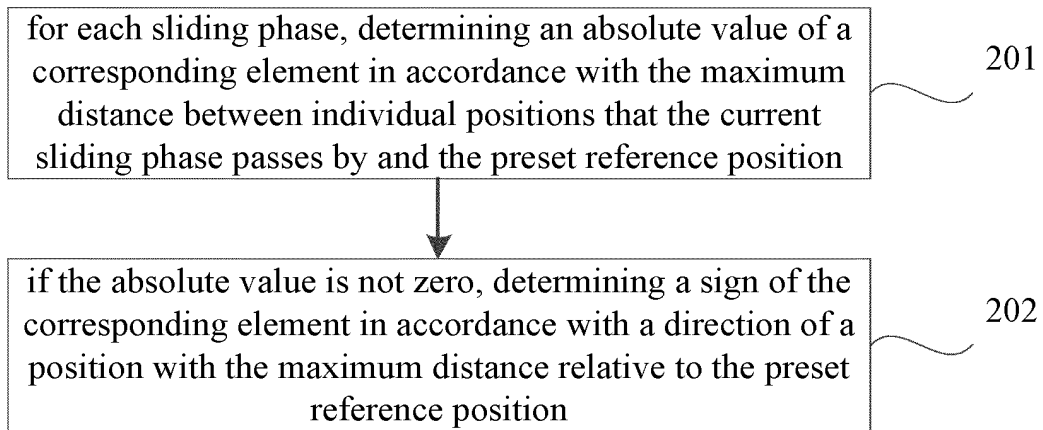 for each sliding phase, determining an absolute value of a
corresponding element in accordance with the maximum
distance between individual positions that the current
sliding phase passes by and the preset reference position
201
if the absolute value is not zero, determining a sign of the
corresponding element in accordance with a direction of a
position with the maximum distance relative to the preset
reference position
202